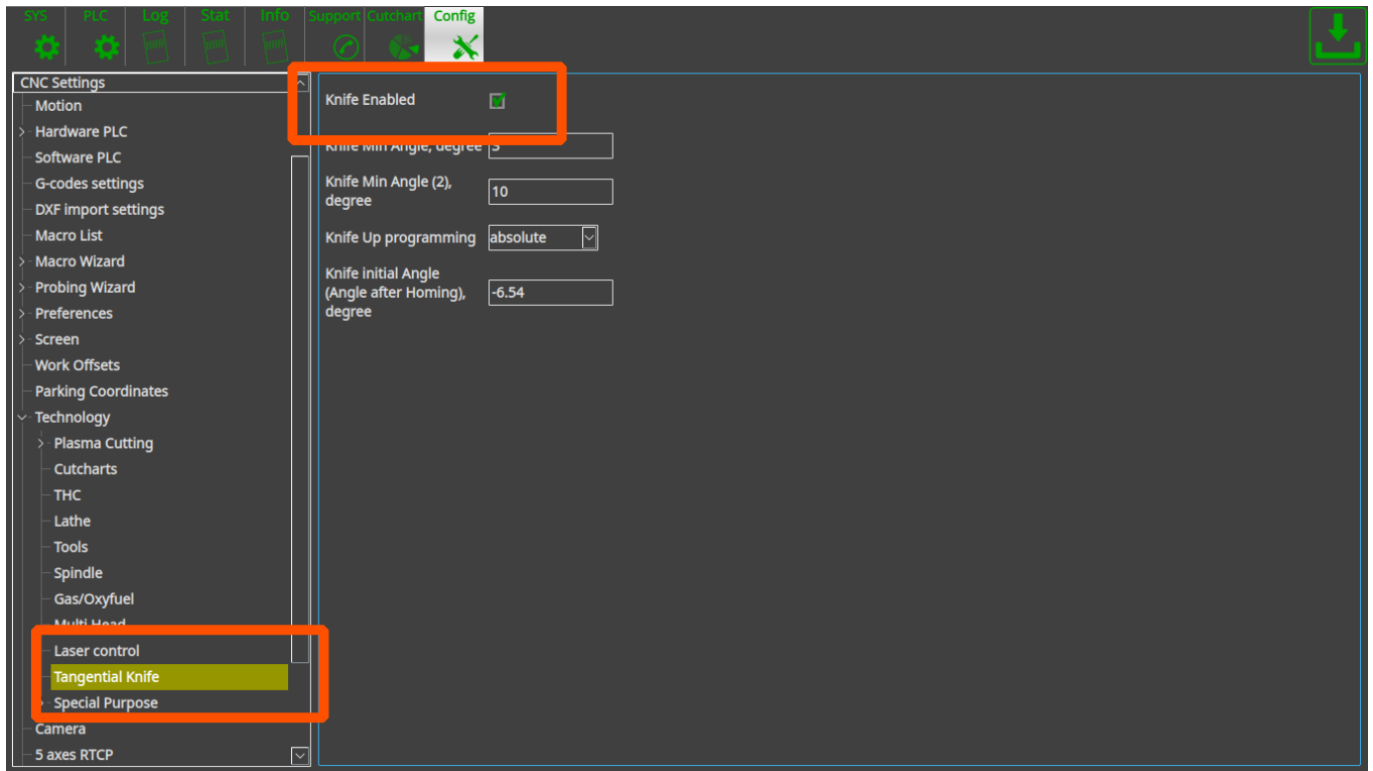 SYS PLC Log Stat Info Support Cutchart Config
CNC Settings
Motion
Hardware PLC
Software PLC
G-codes settings
DXF import settings
Macro List
Macro Wizard
Probing Wizard
Preferences
Screen
Work Offsets
Parking Coordinates
Technology
Plasma Cutting
Cutcharts
THC
Lathe
Tools
Spindle
Gas/Oxyfuel
Multi Head
Laser control
Tangential Knife
Special Purpose
Camera
5 axes RTCP
Knife Enabled
Knife Min Angle, degree 3
Knife Min Angle (2),
degree
10
Knife Up programming absolute
Knife initial Angle
(Angle after Homing),
degree
-6.54